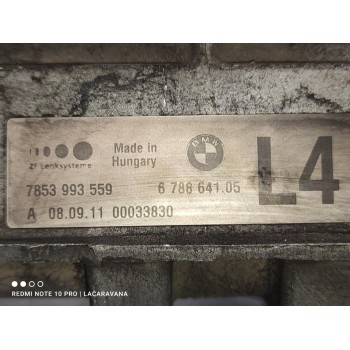 ZF Lenksysteme
Made in
Hungary
BMW
L4
7853 993 559
6 788 641.05
A 08.09.11 00033830
REDMI NOTE 10 PRO | LACARAVANA